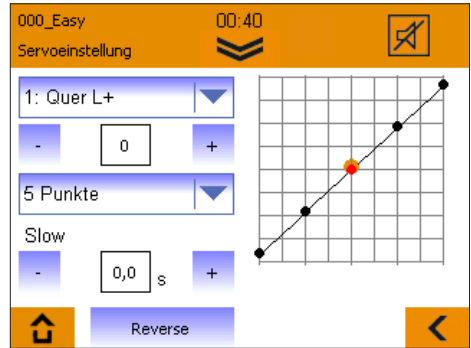 000_Easy
00:40
Servoeinstellung
1: Quer L+
- 0 +
5 Punkte
Slow
- 0,0 s +
Reverse